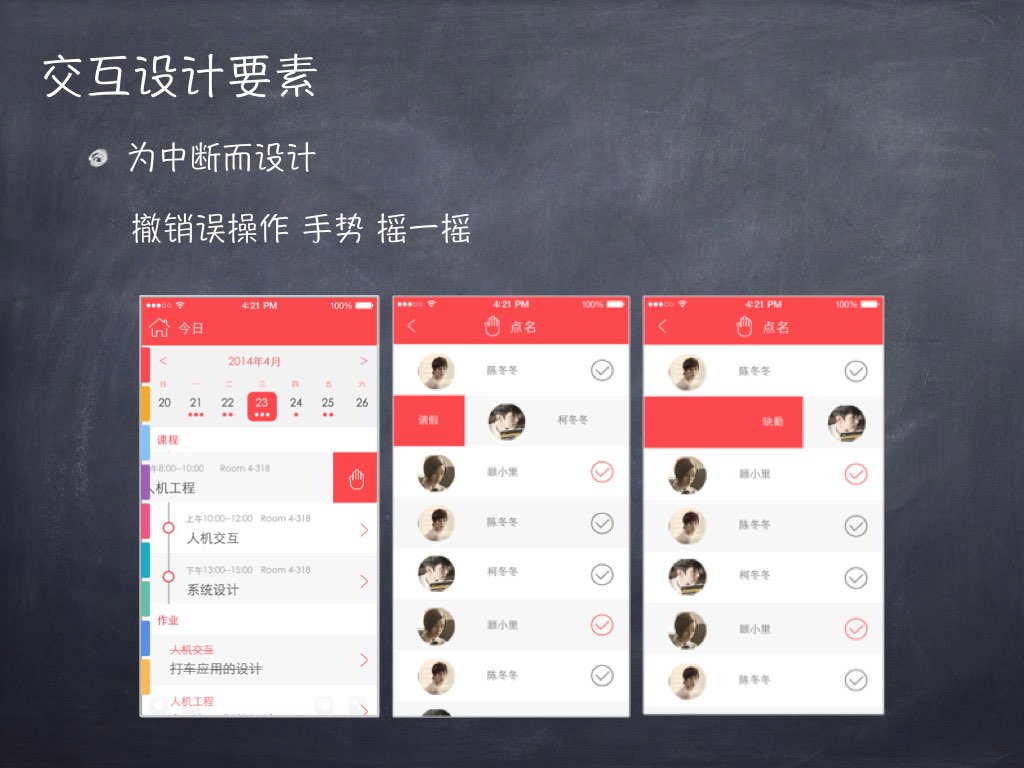 交互设计要素
为中断而设计
撤销误操作 手势 摇一摇
4:21 PM 100%
今日
< 2014年4月 >
日 一 二 三 四 五 六
20 21 22 23 24 25 26
课程
午8:00--10:00 Room 4-318
人机工程
上午10:00--12:00 Room 4-318
人机交互
下午13:00--15:00 Room 4-318
系统设计
作业
人机交互
打车应用的设计
人机工程
4:21 PM 100%
点名
陈冬冬
请假 柯冬冬
顾小里
陈冬冬
柯冬冬
顾小里
陈冬冬
4:21 PM 100%
点名
陈冬冬
缺勤
顾小里
陈冬冬
柯冬冬
顾小里
陈冬冬